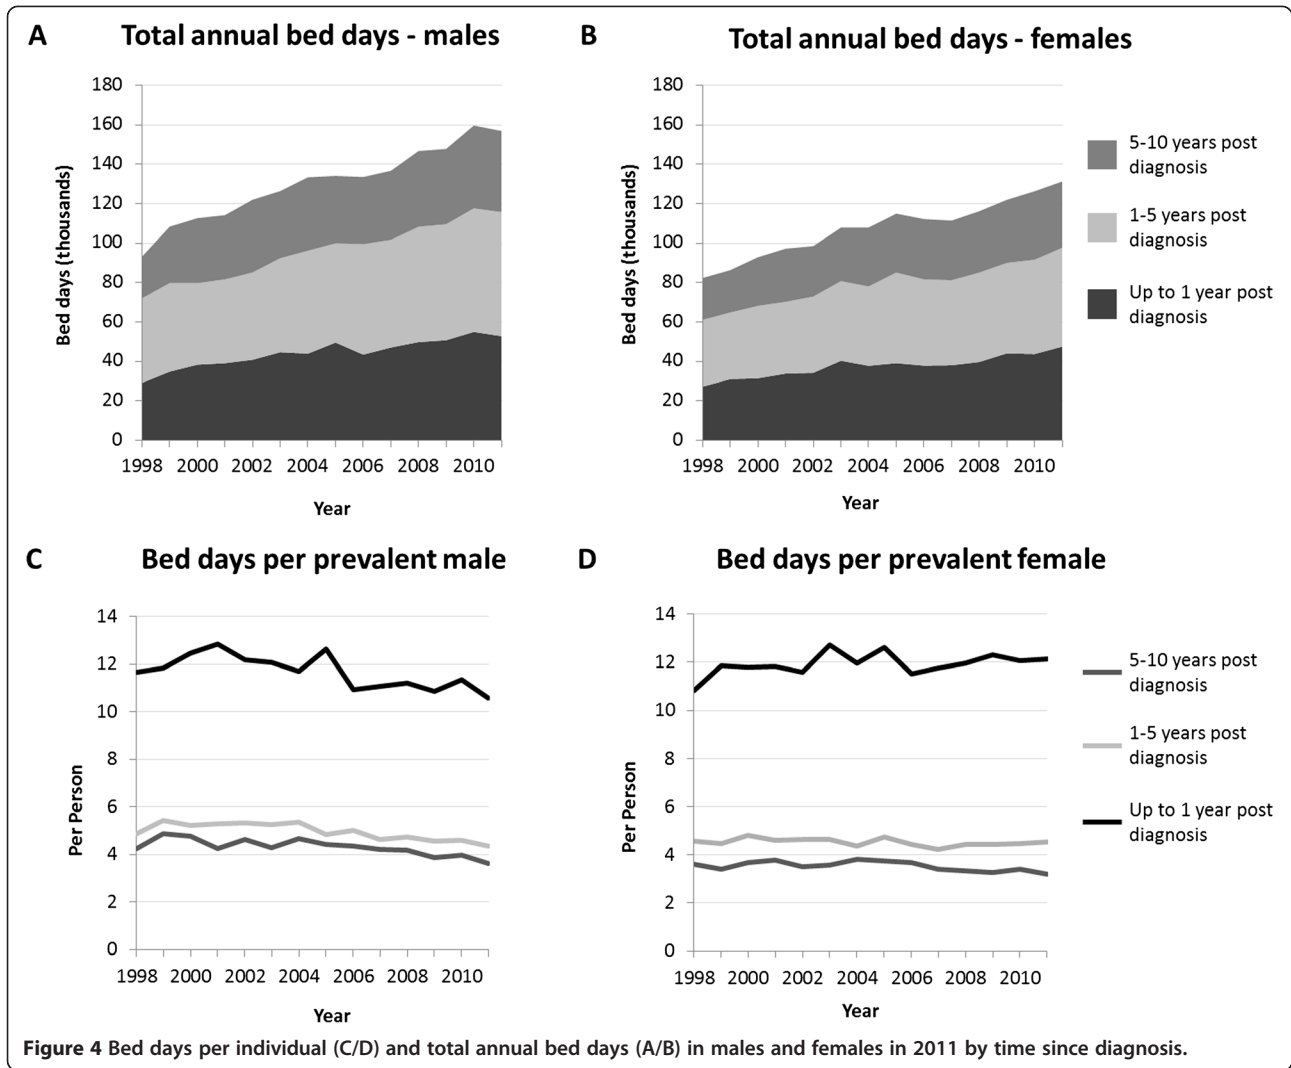 A
Total annual bed days - males
Bed days (thousands)
180
160
140
120
100
80
60
40
20
0
1998 2000 2002 2004 2006 2008 2010
Year
B
Total annual bed days - females
Bed days (thousands)
180
160
140
120
100
80
60
40
20
0
1998 2000 2002 2004 2006 2008 2010
Year
5-10 years post
diagnosis
1-5 years post
diagnosis
Up to 1 year post
diagnosis
C
Bed days per prevalent male
Per Person
14
12
10
8
6
4
2
0
1998 2000 2002 2004 2006 2008 2010
Year
D
Bed days per prevalent female
Per Person
14
12
10
8
6
4
2
0
1998 2000 2002 2004 2006 2008 2010
Year
5-10 years post
diagnosis
1-5 years post
diagnosis
Up to 1 year post
diagnosis
Figure 4 Bed days per individual (C/D) and total annual bed days (A/B) in males and females in 2011 by time since diagnosis.